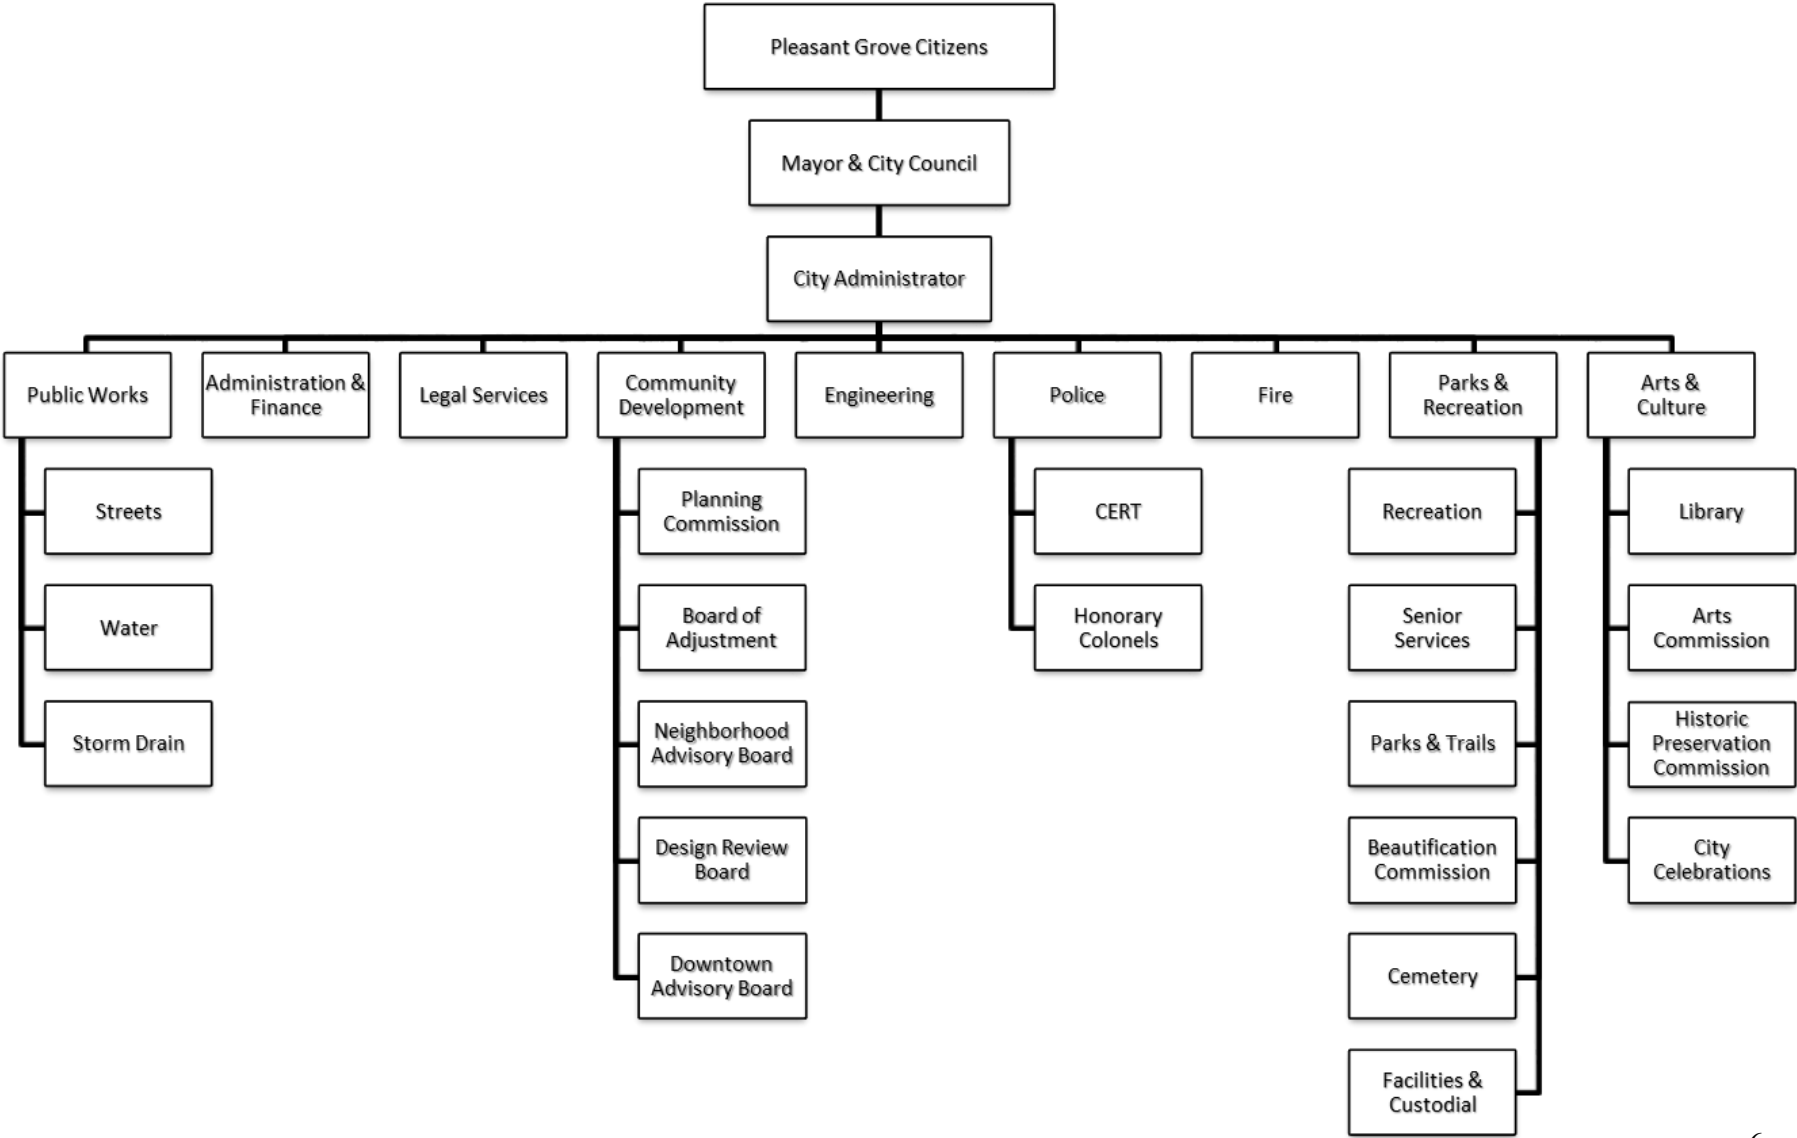 Pleasant Grove Citizens
Mayor & City Council
City Administrator
Public Works
Administration &
Finance
Legal Services
Community
Development
Engineering
Police
Fire
Parks &
Recreation
Arts &
Culture
Streets
Water
Storm Drain
Planning
Commission
Board of
Adjustment
Neighborhood
Advisory Board
Design Review
Board
Downtown
Advisory Board
CERT
Honorary
Colonels
Recreation
Senior
Services
Parks & Trails
Beautification
Commission
Cemetery
Facilities &
Custodial
Library
Arts
Commission
Historic
Preservation
Commission
City
Celebrations